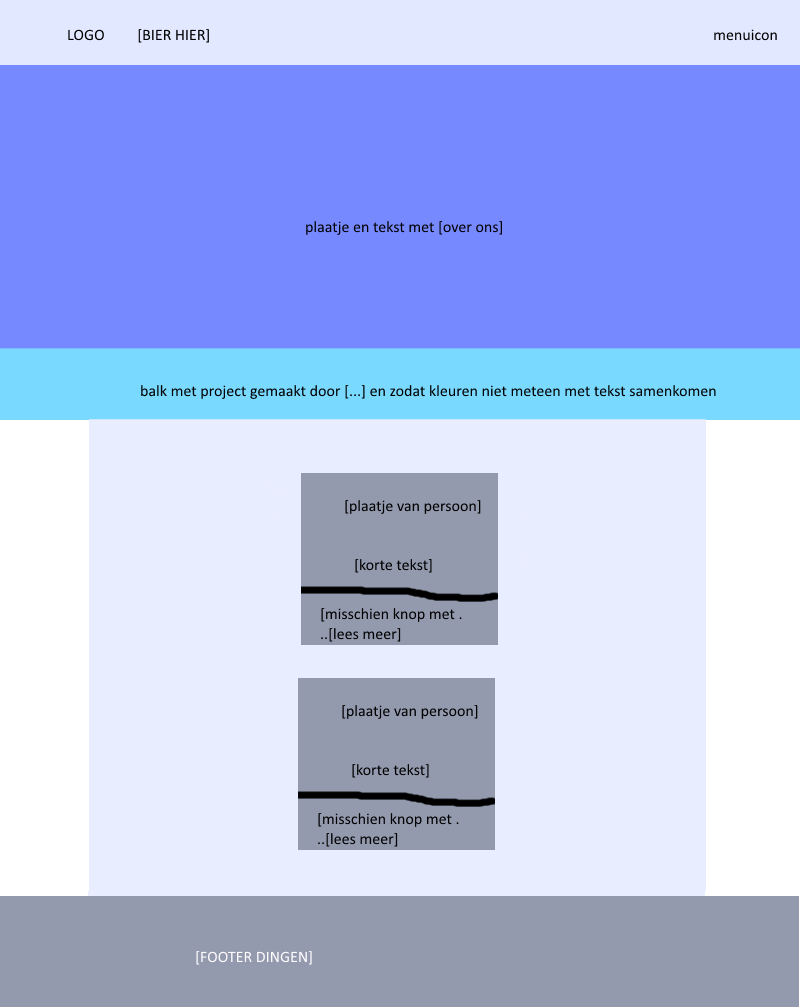 LOGO [BIER HIER] menuicon
plaatje en tekst met [over ons]
balk met project gemaakt door [...] en zodat kleuren niet meteen met tekst samenkomen
[plaatje van persoon]
[korte tekst]
[misschien knop met .
..[lees meer]
[plaatje van persoon]
[korte tekst]
[misschien knop met .
..[lees meer]
[FOOTER DINGEN]